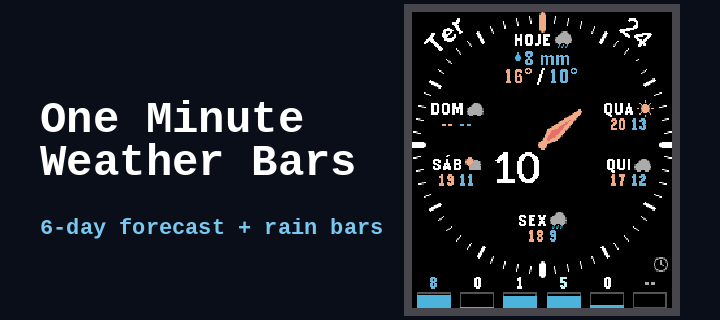 One Minute
Weather Bars
6-day forecast + rain bars
Ter
24
HOJE
8 mm
16°/10°
DOM
-- --
QUA
20 13
SÁB
19 11
10
QUI
17 12
SEX
18 9
8 0 1 5 0 --